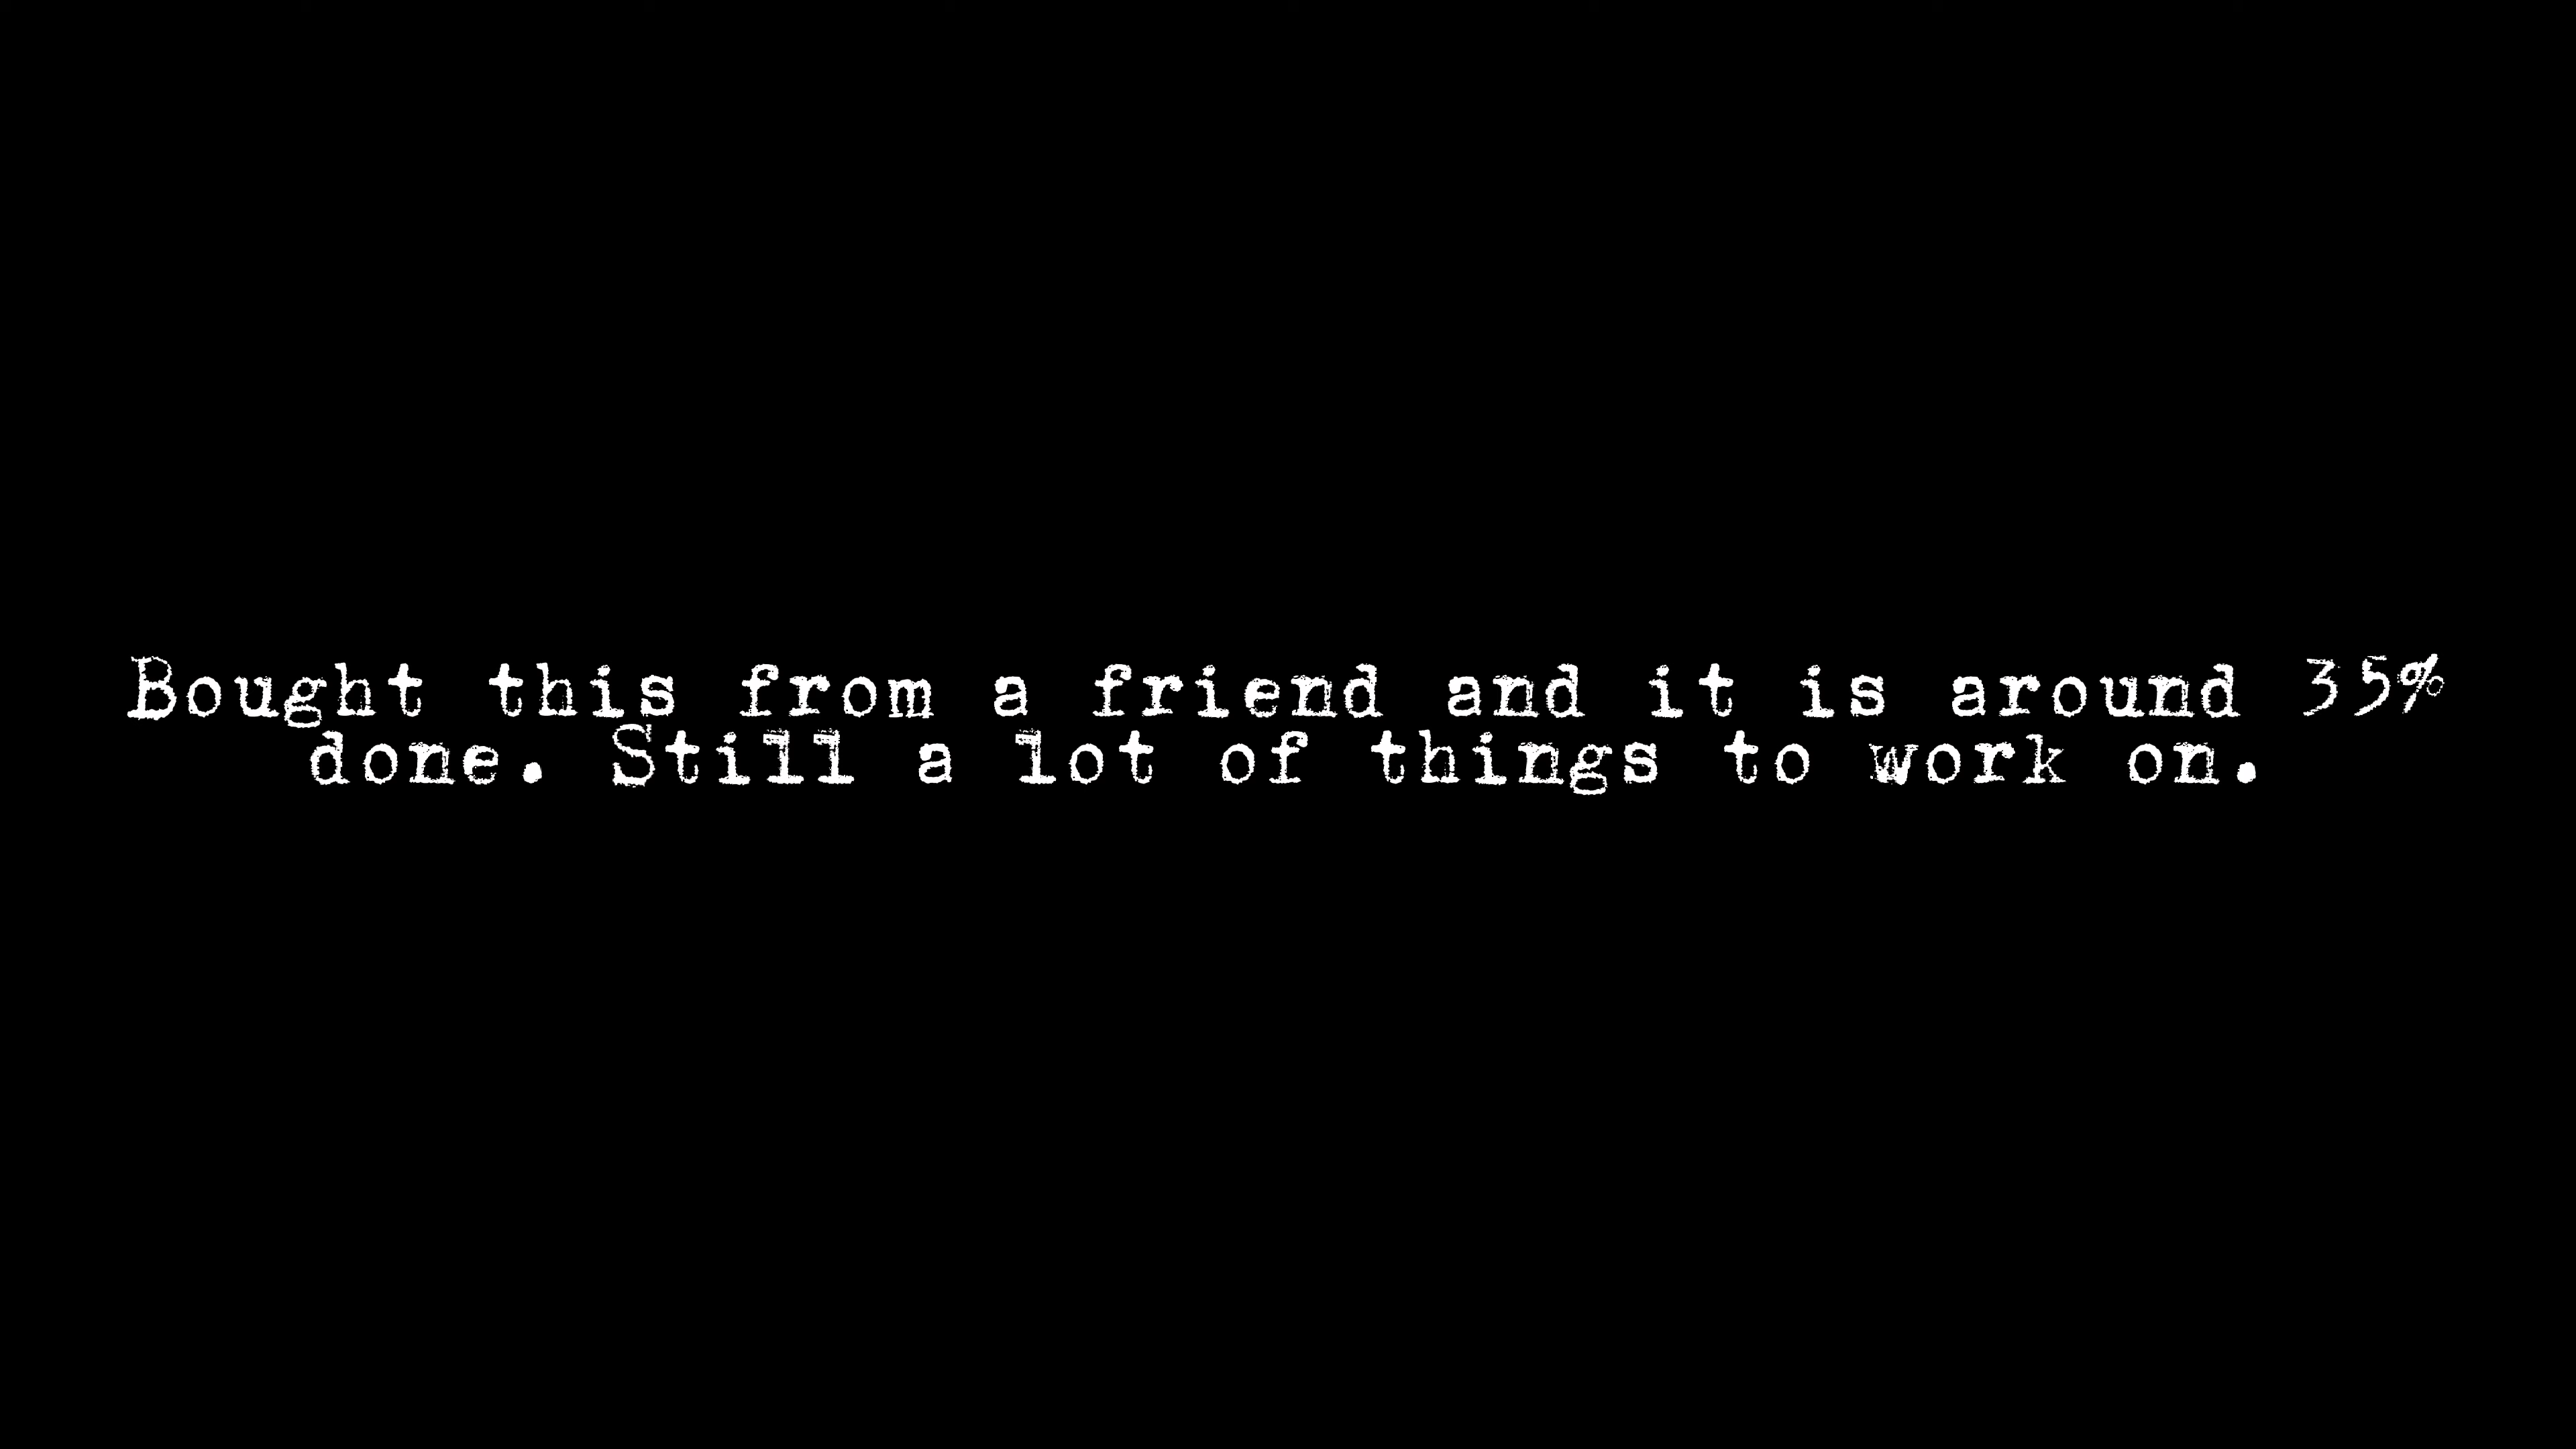 Bought this from a friend and it is around 35%
done. Still a lot of things to work on.